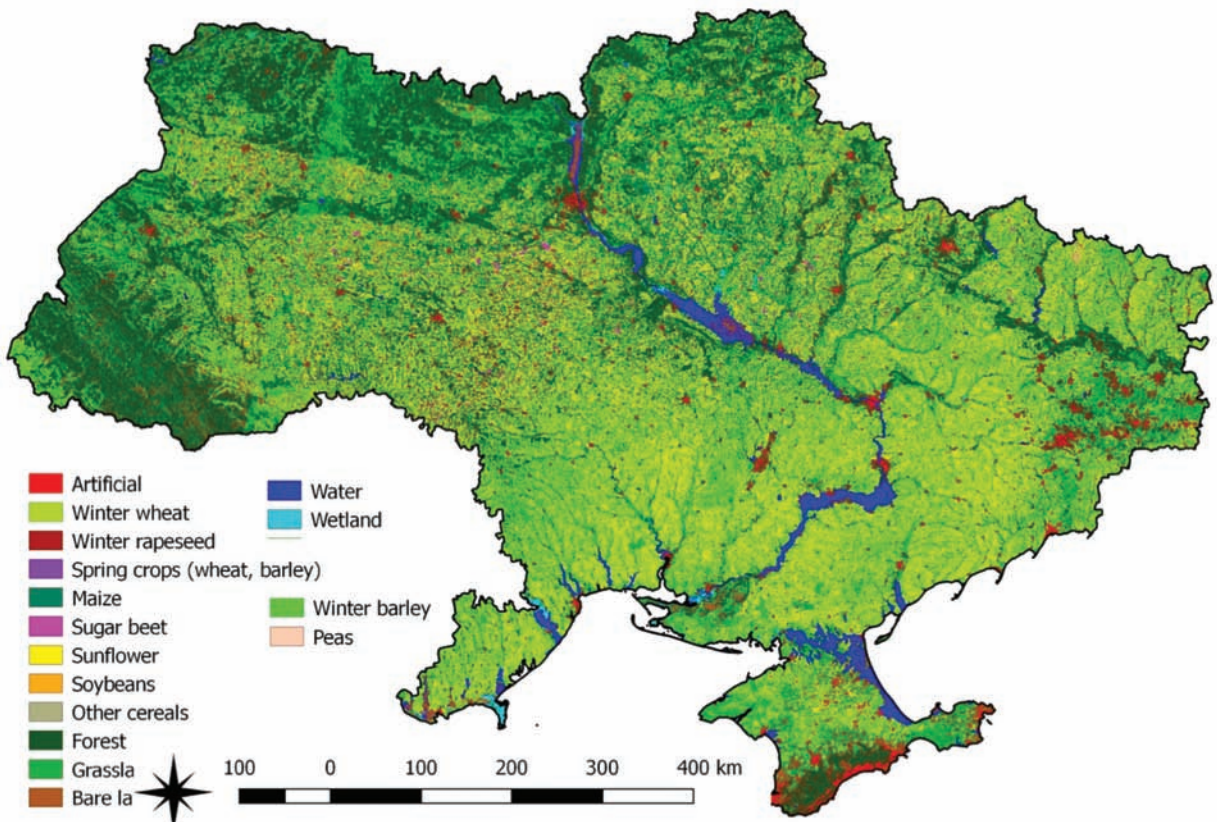 Artificial
Winter wheat
Winter rapeseed
Spring crops (wheat, barley)
Maize
Sugar beet
Sunflower
Soybeans
Other cereals
Forest
Grassla
Bare la
Water
Wetland
Winter barley
Peas
100 0 100 200 300 400 km